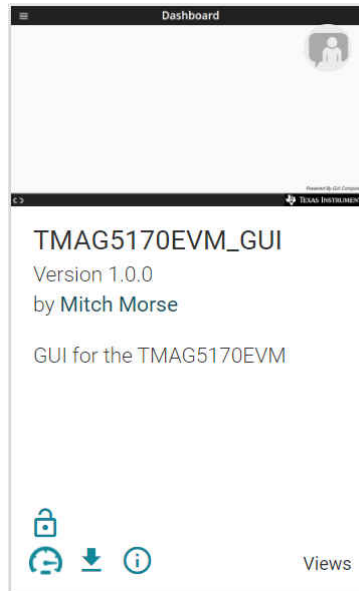 Dashboard
Powered By GUI Composer
TEXAS INSTRUMENTS
TMAG5170EVM_GUI
Version 1.0.0
by Mitch Morse
GUI for the TMAG5170EVM
Views